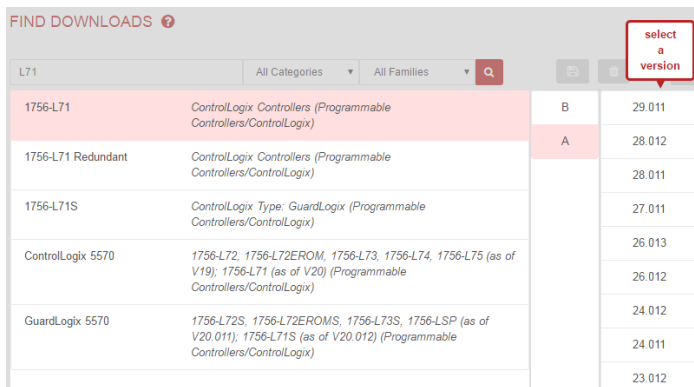 FIND DOWNLOADS ?
select
a
version
L71
All Categories ▼
All Families ▼
1756-L71
ControlLogix Controllers (Programmable
Controllers/ControlLogix)
1756-L71 Redundant
ControlLogix Controllers (Programmable
Controllers/ControlLogix)
1756-L71S
ControlLogix Type: GuardLogix (Programmable
Controllers/ControlLogix)
ControlLogix 5570
1756-L72, 1756-L72EROM, 1756-L73, 1756-L74, 1756-L75 (as of
V19); 1756-L71 (as of V20) (Programmable
Controllers/ControlLogix)
GuardLogix 5570
1756-L72S, 1756-L72EROMS, 1756-L73S, 1756-LSP (as of
V20.011); 1756-L71S (as of V20.012) (Programmable
Controllers/ControlLogix)
B
A
29.011
28.012
28.011
27.011
26.013
26.012
24.012
24.011
23.012